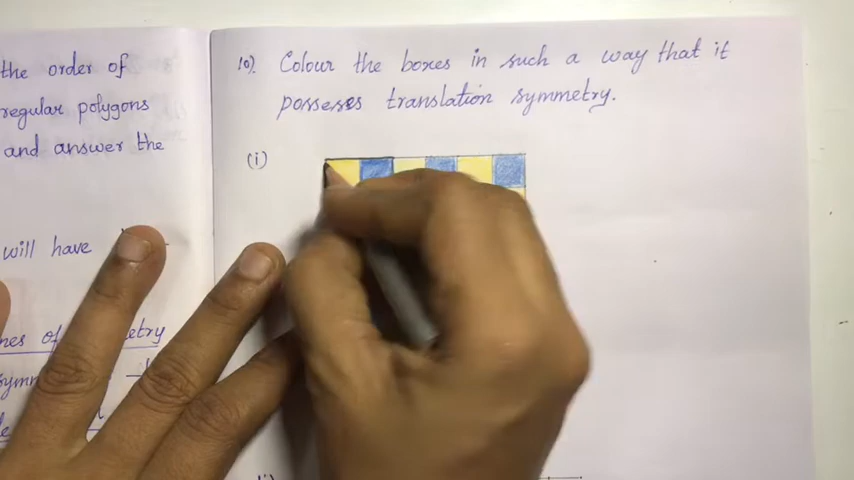 the order of
regular polygons
and answer the
will have
10). Colour the boxes in such a way that it
possesses translation symmetry.
(i)